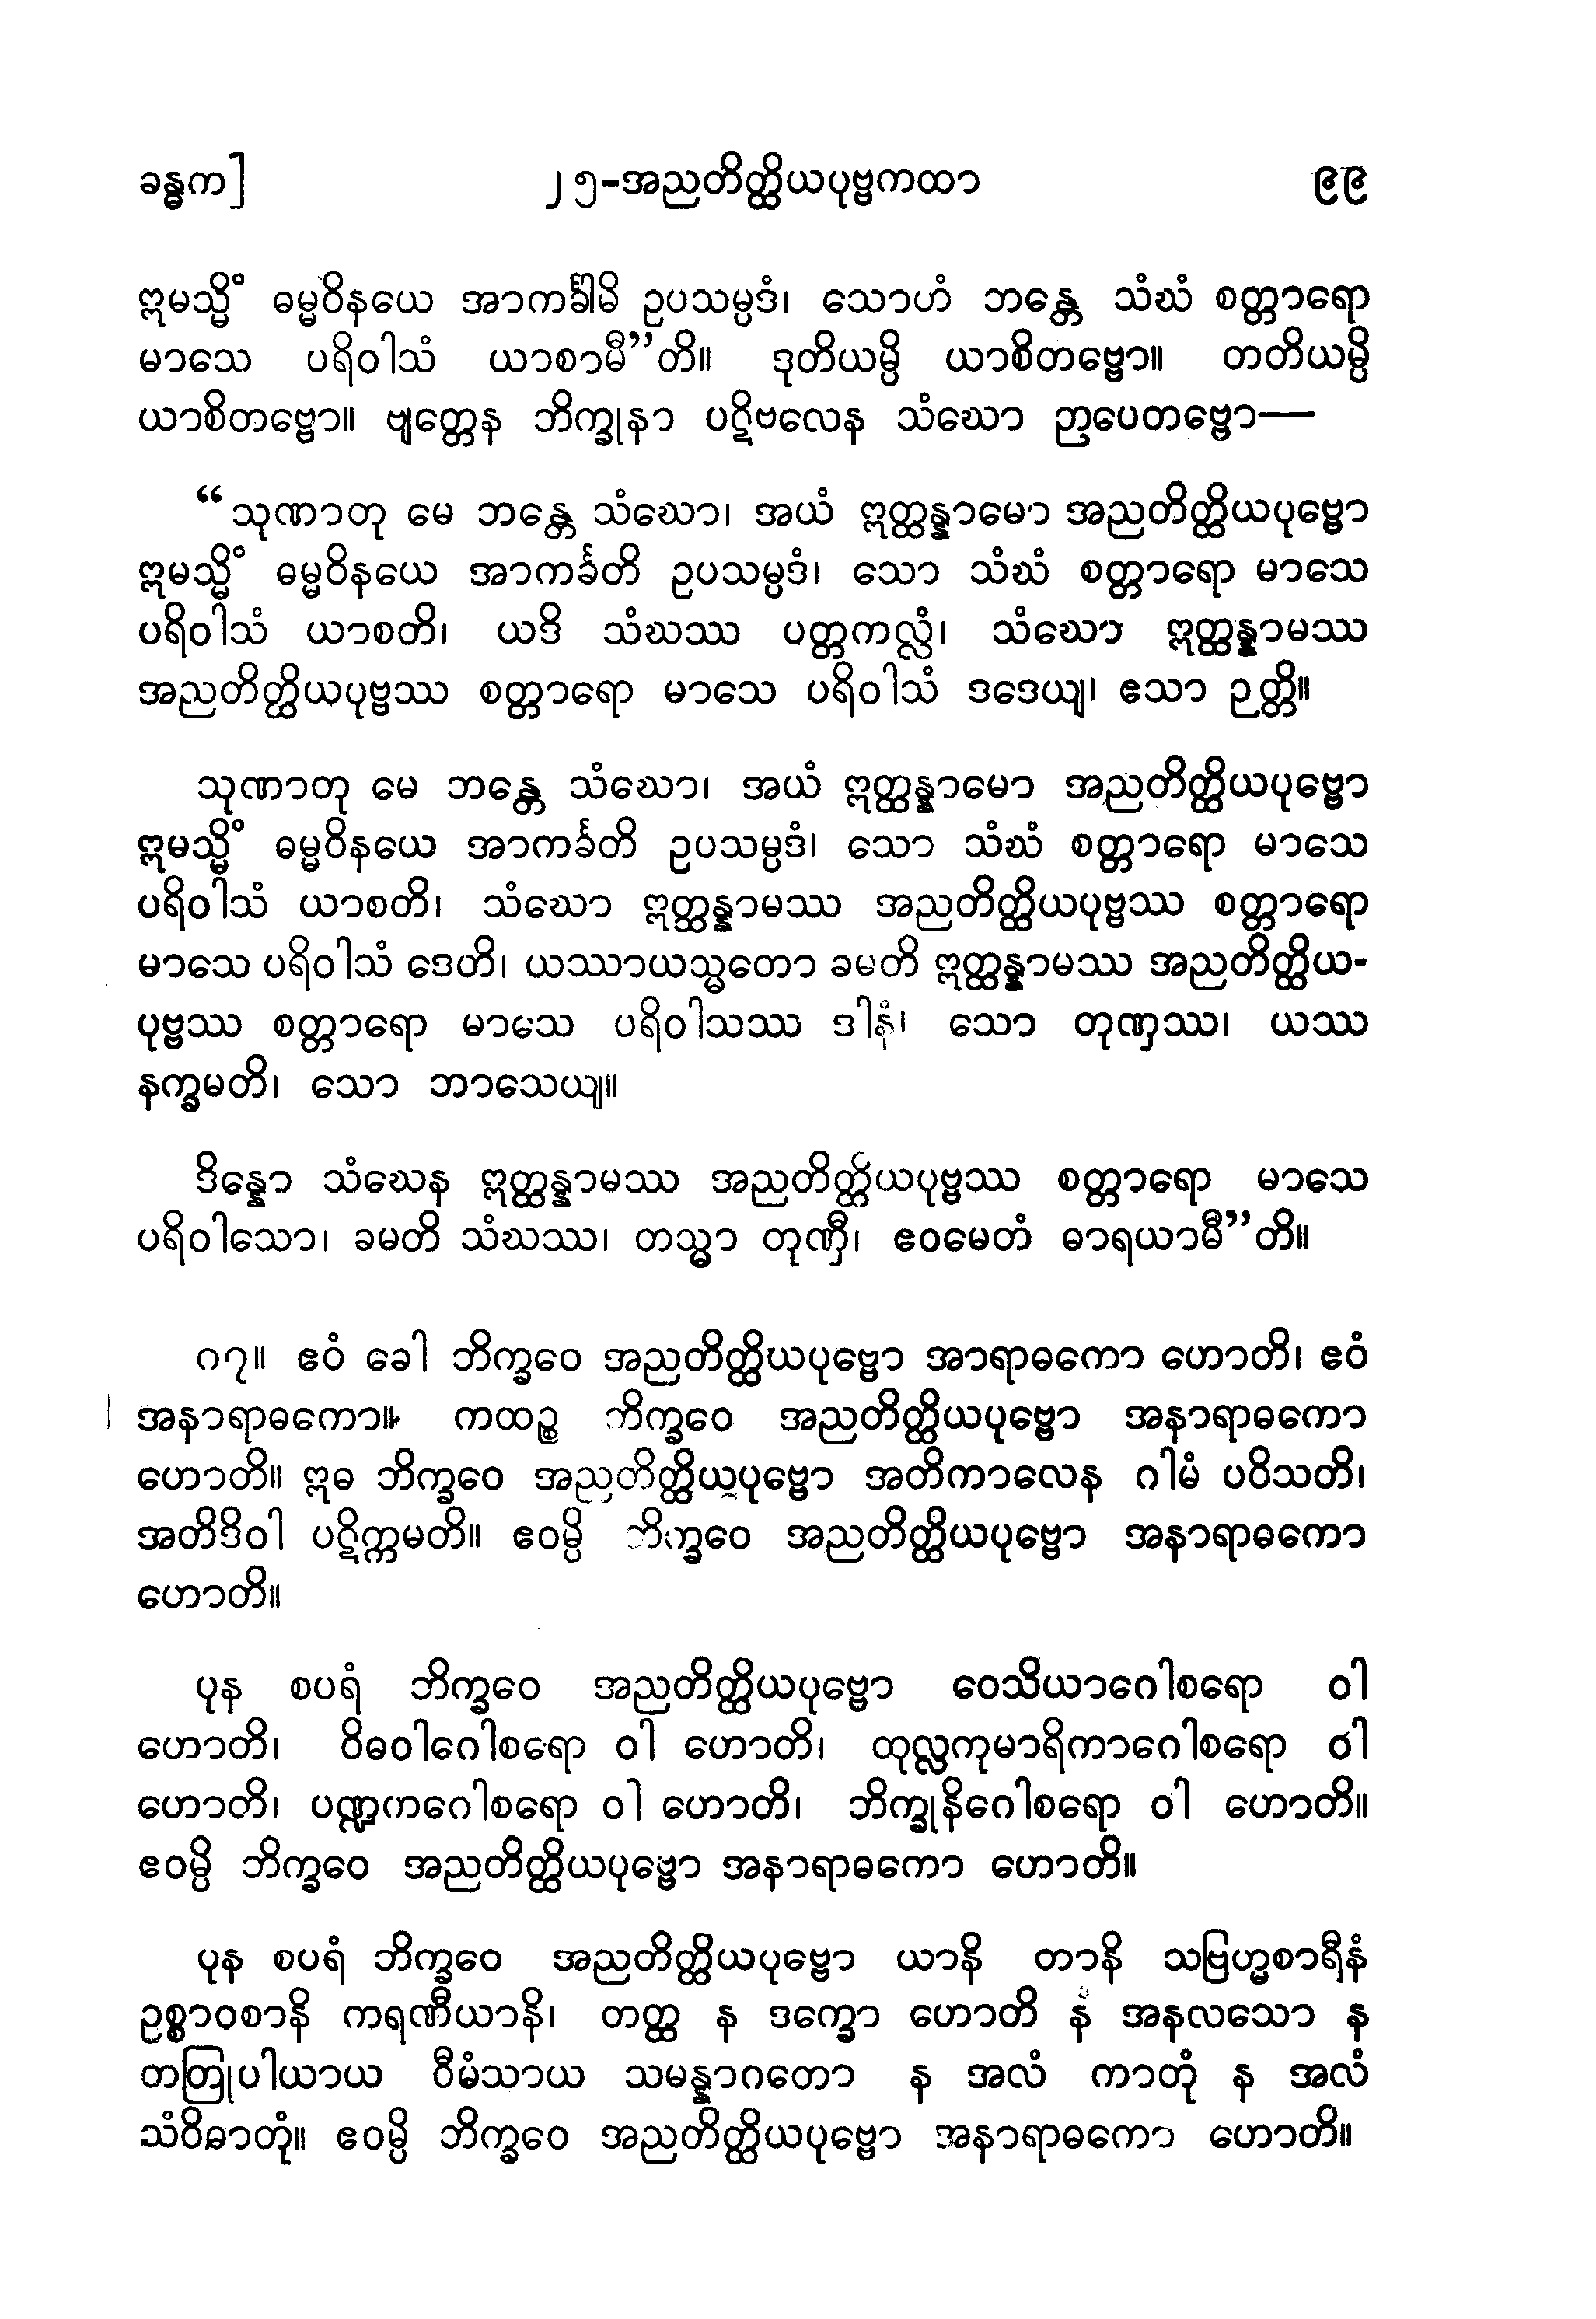 ခန္ဓက]
၂၅-အညတိတ္ထိယပုဗ္ဗကထာ
၉၉
ဣမသ္မိံ ဓမ္မဝိနယေ အာကင်္ခါမိ ဥပသမ္ပဒံ၊ သောဟံ ဘန္တေ သံဃံ စတ္တာရော
မာသေ ပရိဝါသံ ယာစာမီ”တိ။ ဒုတိယမ္ပိ ယာစိတဗ္ဗော။ တတိယမ္ပိ
ယာစိတဗ္ဗော။ ဗျတ္တေန ဘိက္ခုနာ ပဋိဗလေန သံဃော ဉာပေတဗ္ဗော—
“သုဏာတု မေ ဘန္တေ သံဃော၊ အယံ ဣတ္ထန္နာမော အညတိတ္ထိယပုဗ္ဗော
ဣမသ္မိံ ဓမ္မဝိနယေ အာကင်္ခတိ ဥပသမ္ပဒံ၊ သော သံဃံ စတ္တာရော မာသေ
ပရိဝါသံ ယာစတိ၊ ယဒိ သံဃဿ ပတ္တကလ္လံ၊ သံဃော ဣတ္ထန္နာမဿ
အညတိတ္ထိယပုဗ္ဗဿ စတ္တာရော မာသေ ပရိဝါသံ ဒဒေယျ၊ ဧသာ ဉတ္တိ။
သုဏာတု မေ ဘန္တေ သံဃော၊ အယံ ဣတ္ထန္နာမော အညတိတ္ထိယပုဗ္ဗော
ဣမသ္မိံ ဓမ္မဝိနယေ အာကင်္ခတိ ဥပသမ္ပဒံ၊ သော သံဃံ စတ္တာရော မာသေ
ပရိဝါသံ ယာစတိ၊ သံဃော ဣတ္ထန္နာမဿ အညတိတ္ထိယပုဗ္ဗဿ စတ္တာရော
မာသေ ပရိဝါသံ ဒေတိ၊ ယဿာယသ္မတော ခမတိ ဣတ္ထန္နာမဿ အညတိတ္ထိယ-
ပုဗ္ဗဿ စတ္တာရော မာသေ ပရိဝါသဿ ဒါနံ၊ သော တုဏှဿ၊ ယဿ
နက္ခမတိ၊ သော ဘာသေယျ။
ဒိန္နော သံဃေန ဣတ္ထန္နာမဿ အညတိတ္ထိယပုဗ္ဗဿ စတ္တာရော မာသေ
ပရိဝါသော၊ ခမတိ သံဃဿ၊ တသ္မာ တုဏှီ၊ ဧဝမေတံ ဓာရယာမီ”တိ။
၈၇။ ဧဝံ ခေါ ဘိက္ခဝေ အညတိတ္ထိယပုဗ္ဗော အာရာဓကော ဟောတိ၊ ဧဝံ
အနာရာဓကော။ ကထဉ္စ ဘိက္ခဝေ အညတိတ္ထိယပုဗ္ဗော အနာရာဓကော
ဟောတိ။ ဣဓ ဘိက္ခဝေ အညတိတ္ထိယပုဗ္ဗော အတိကာလေန ဂါမံ ပဝိသတိ၊
အတိဒိဝါ ပဋိက္ကမတိ။ ဧဝမ္ပိ ဘိက္ခဝေ အညတိတ္ထိယပုဗ္ဗော အနာရာဓကော
ဟောတိ။
ပုန စပရံ ဘိက္ခဝေ အညတိတ္ထိယပုဗ္ဗော ဝေသိယာဂေါစရော ဝါ
ဟောတိ၊ ဝိဓဝါဂေါစရော ဝါ ဟောတိ၊ ထုလ္လကုမာရိကာဂေါစရော ဝါ
ဟောတိ၊ ပဏ္ဍကဂေါစရော ဝါ ဟောတိ၊ ဘိက္ခုနိဂေါစရော ဝါ ဟောတိ။
ဧဝမ္ပိ ဘိက္ခဝေ အညတိတ္ထိယပုဗ္ဗော အနာရာဓကော ဟောတိ။
ပုန စပရံ ဘိက္ခဝေ အညတိတ္ထိယပုဗ္ဗော ယာနိ တာနိ သဗြဟ္မစာရီနံ
ဥစ္စာဝစာနိ ကရဏီယာနိ၊ တတ္ထ န ဒက္ခော ဟောတိ န အနလသော န
တတြုပါယာယ ဝီမံသာယ သမန္နာဂတော န အလံ ကာတုံ န အလံ
သံဝိဓာတုံ။ ဧဝမ္ပိ ဘိက္ခဝေ အညတိတ္ထိယပုဗ္ဗော အနာရာဓကော ဟောတိ။